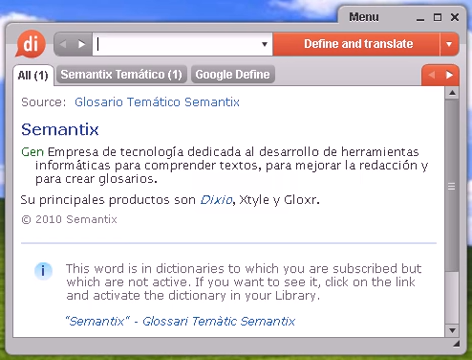 Menu
di
Define and translate
All (1)
Semantix Temático (1)
Google Define
Source: Glosario Temático Semantix
Semantix
Gen Empresa de tecnología dedicada al desarrollo de herramientas
informáticas para comprender textos, para mejorar la redacción y
para crear glosarios.
Su principales productos son Dixio, Xtyle y Gloxr.
© 2010 Semantix
i
This word is in dictionaries to which you are subscribed but
which are not active. If you want to see it, click on the link
and activate the dictionary in your Library.
"Semantix" - Glossari Temàtic Semantix